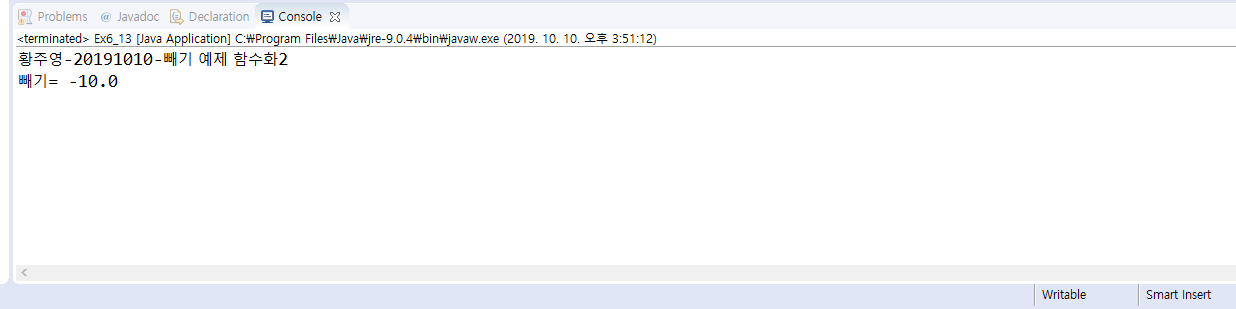 Problems @ Javadoc Declaration Console
<terminated> Ex6_13 [Java Application] C:₩Program Files₩Java₩jre-9.0.4₩bin₩javaw.exe (2019. 10. 10. 오후 3:51:12)
황주영-20191010-빼기 예제 함수화2
빼기= -10.0
Writable Smart Insert